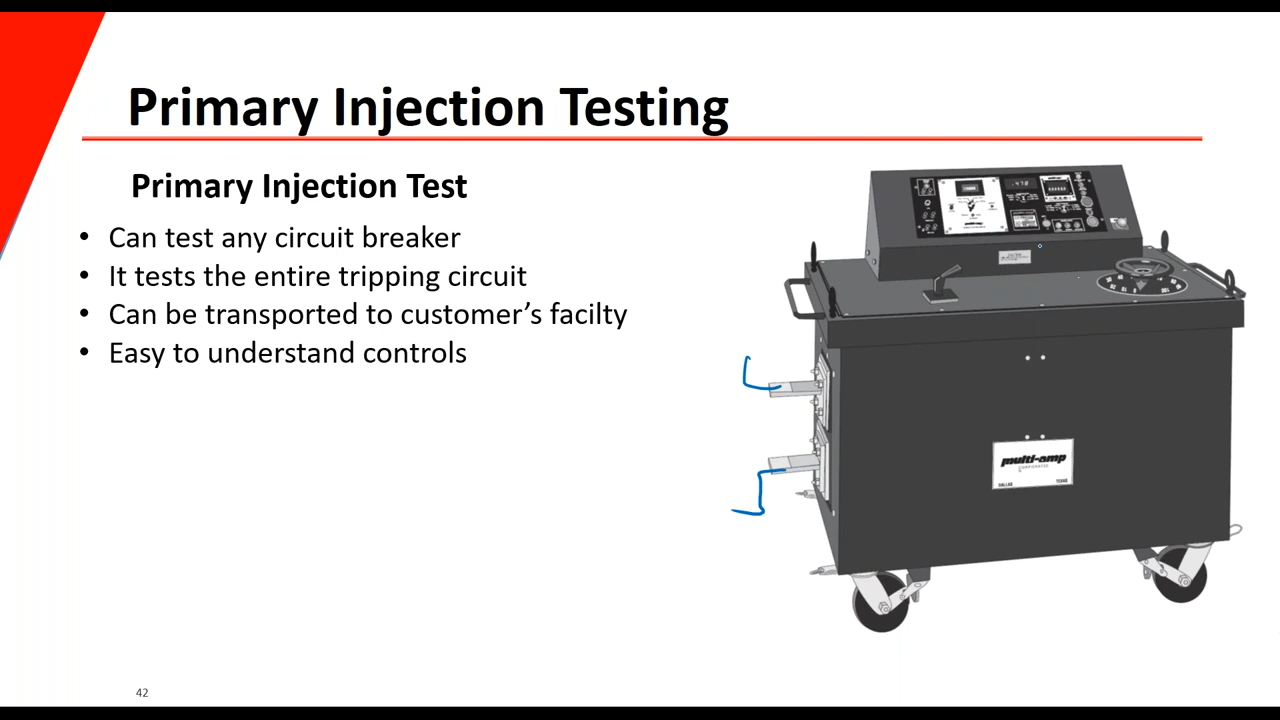 Primary Injection Testing
Primary Injection Test
• Can test any circuit breaker
• It tests the entire tripping circuit
• Can be transported to customer’s facilty
• Easy to understand controls
multi-amp
CORPORATION
DALLAS
TEXAS
42